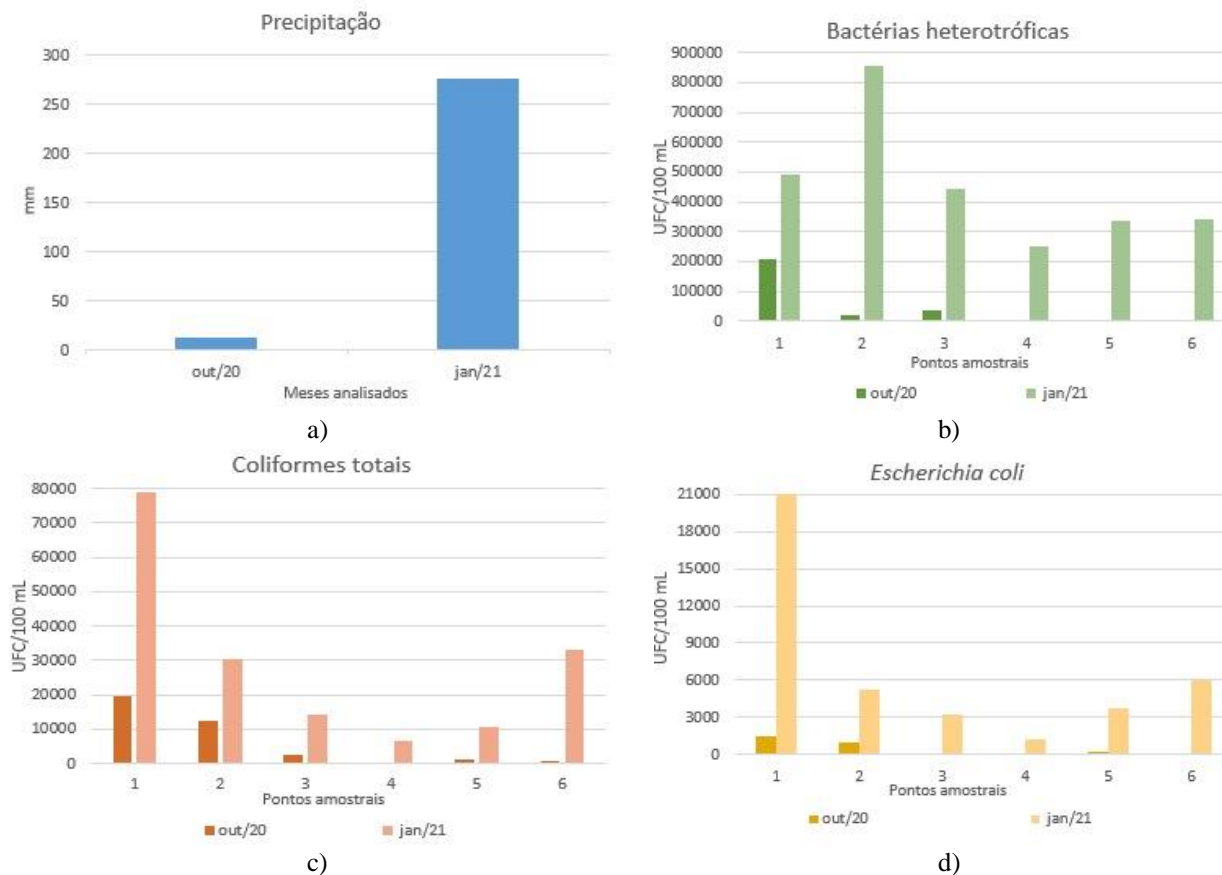 Precipitação
300
250
200
150
100
50
0
mm
out/20 jan/21
Meses analisados
a)
Bactérias heterotróficas
900000
800000
700000
600000
500000
400000
300000
200000
100000
0
UFC/100 mL
1 2 3 4 5 6
Pontos amostrais
out/20 jan/21
b)
Coliformes totais
80000
70000
60000
50000
40000
30000
20000
10000
0
UFC/100 mL
1 2 3 4 5 6
Pontos amostrais
out/20 jan/21
c)
Escherichia coli
21000
18000
15000
12000
9000
6000
3000
0
UFC/100 mL
1 2 3 4 5 6
Pontos amostrais
out/20 jan/21
d)